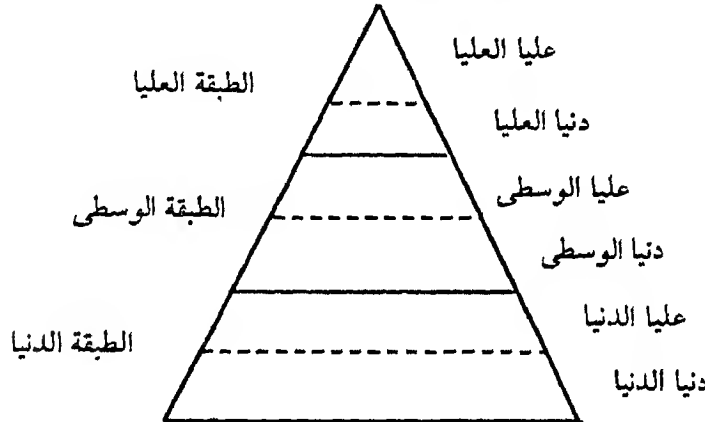 عليا العليا
الطبقة العليا
دنيا العليا
عليا الوسطى
الطبقة الوسطى
دنيا الوسطى
عليا الدنيا
الطبقة الدنيا
دنيا الدنيا